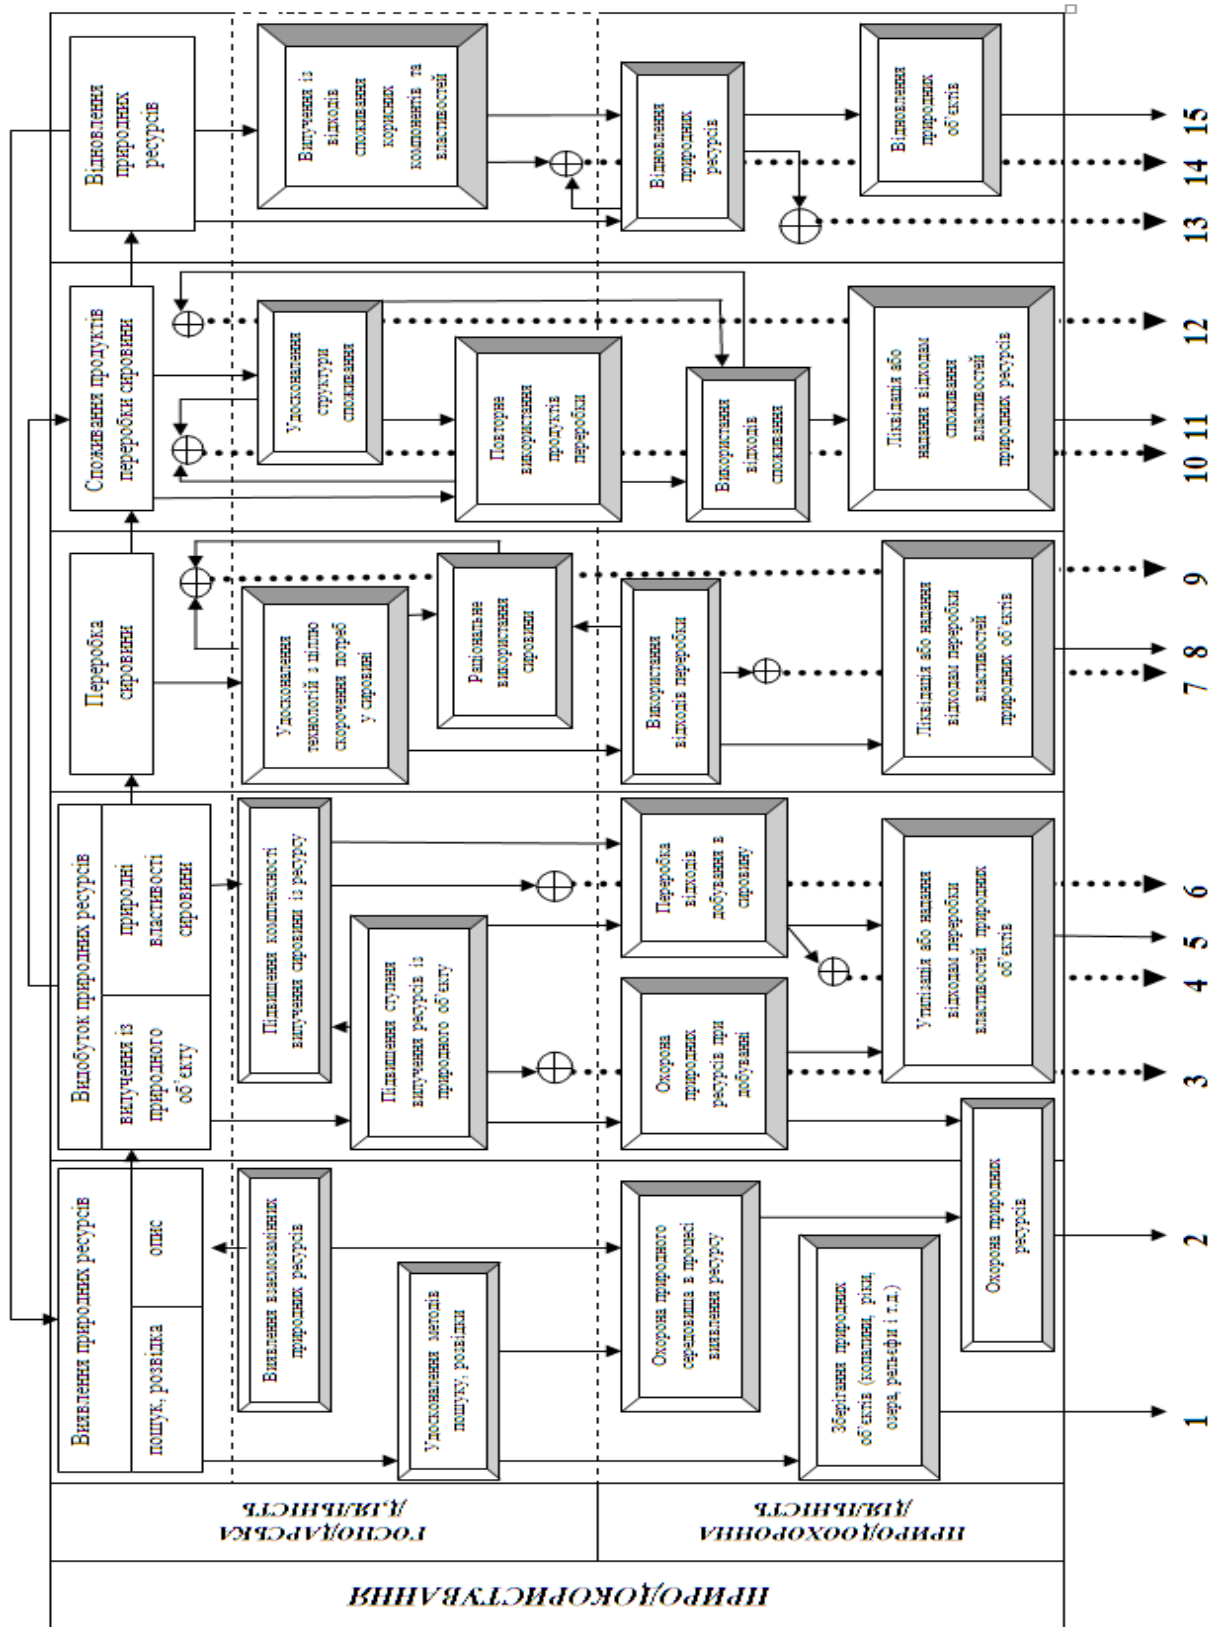 ПРИРОДОКОРИСТУВАННЯ
ГОСПОДАРСЬКА
ДІЯЛЬНІСТЬ
ПРИРОДООХОРОННА
ДІЯЛЬНІСТЬ
Виявлення природних ресурсів
пошук, розвідка
опис
Видобуток природних ресурсів
вилучення із
природного
об'єкту
природні
властивості
сировини
Переробка
сировини
Споживання продуктів
переробки сировини
Відновлення
природних
ресурсів
Виявлення взаємозамінних
природних ресурсів
Удосконалення методів
пошуку, розвідки
Підвищення комплексності
вилучення сировини із ресурсу
Підвищення ступеня
вилучення ресурсів із
природного об'єкту
Удосконалення
технологій з ціллю
скорочення потреб
у сировині
Раціональне
використання
сировини
Удосконалення
структури
споживання
Повторне
використання
продуктів
переробки
Вилучення із
відходів
споживання
корисних
компонентів та
властивостей
Охорона природного
середовища в процесі
виявлення ресурсу
Зберігання природних
об'єктів (копалини, ріки,
озера, рельєфи і т.д.)
Охорона природних
ресурсів
Охорона
природних
ресурсів при
добуванні
Переробка
відходів
добування в
сировину
Утилізація або надання
відходам переробки
властивостей природних
об'єктів
Використання
відходів переробки
Ліквідація або надання
відходам переробки
властивостей
природних об'єктів
Використання
відходів
споживання
Ліквідація або
надання відходам
споживання
властивостей
природних ресурсів
Відновлення
природних
ресурсів
Відновлення
природних
об'єктів
1
2
3
4
5
6
7
8
9
10
11
12
13
14
15